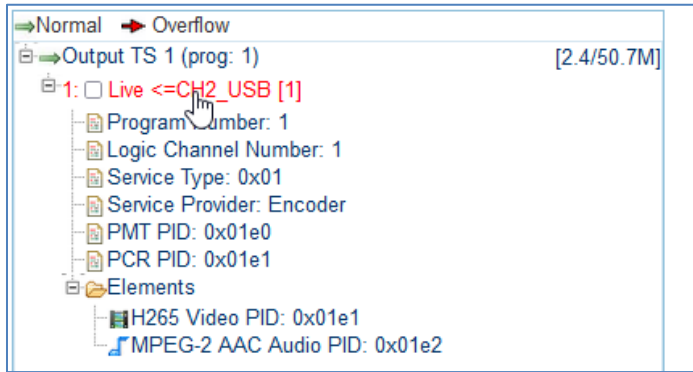 Normal Overflow
Output TS 1 (prog: 1) [2.4/50.7M]
1: Live <=CH2_USB [1]
Program Number: 1
Logic Channel Number: 1
Service Type: 0x01
Service Provider: Encoder
PMT PID: 0x01e0
PCR PID: 0x01e1
Elements
H265 Video PID: 0x01e1
MPEG-2 AAC Audio PID: 0x01e2